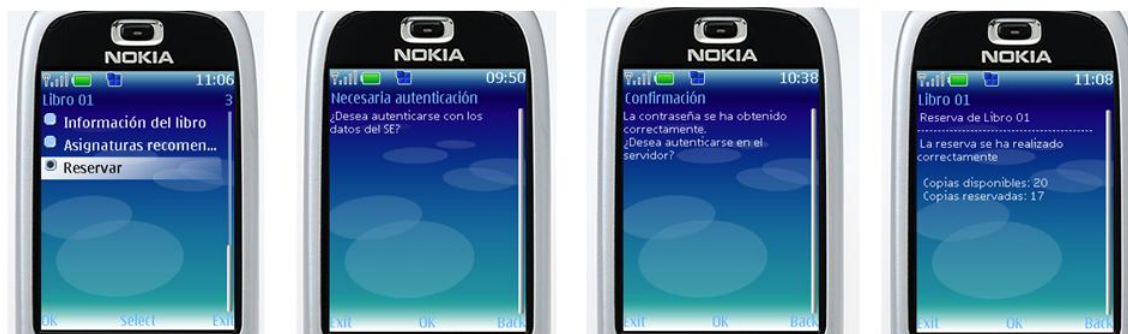 NOKIA
11:06
Libro 01 3
Información del libro
Asignaturas recomen...
Reservar
OK Select Exit
NOKIA
09:50
Necesaria autenticación
¿Desea autenticarse con los
datos del SE?
Exit OK Back
NOKIA
10:38
Confirmación
La contraseña se ha obtenido
correctamente.
¿Desea autenticarse en el
servidor?
Exit OK Back
NOKIA
11:08
Libro 01
Reserva de Libro 01
La reserva se ha realizado
correctamente
Copias disponibles: 20
Copias reservadas: 17
Exit OK Back